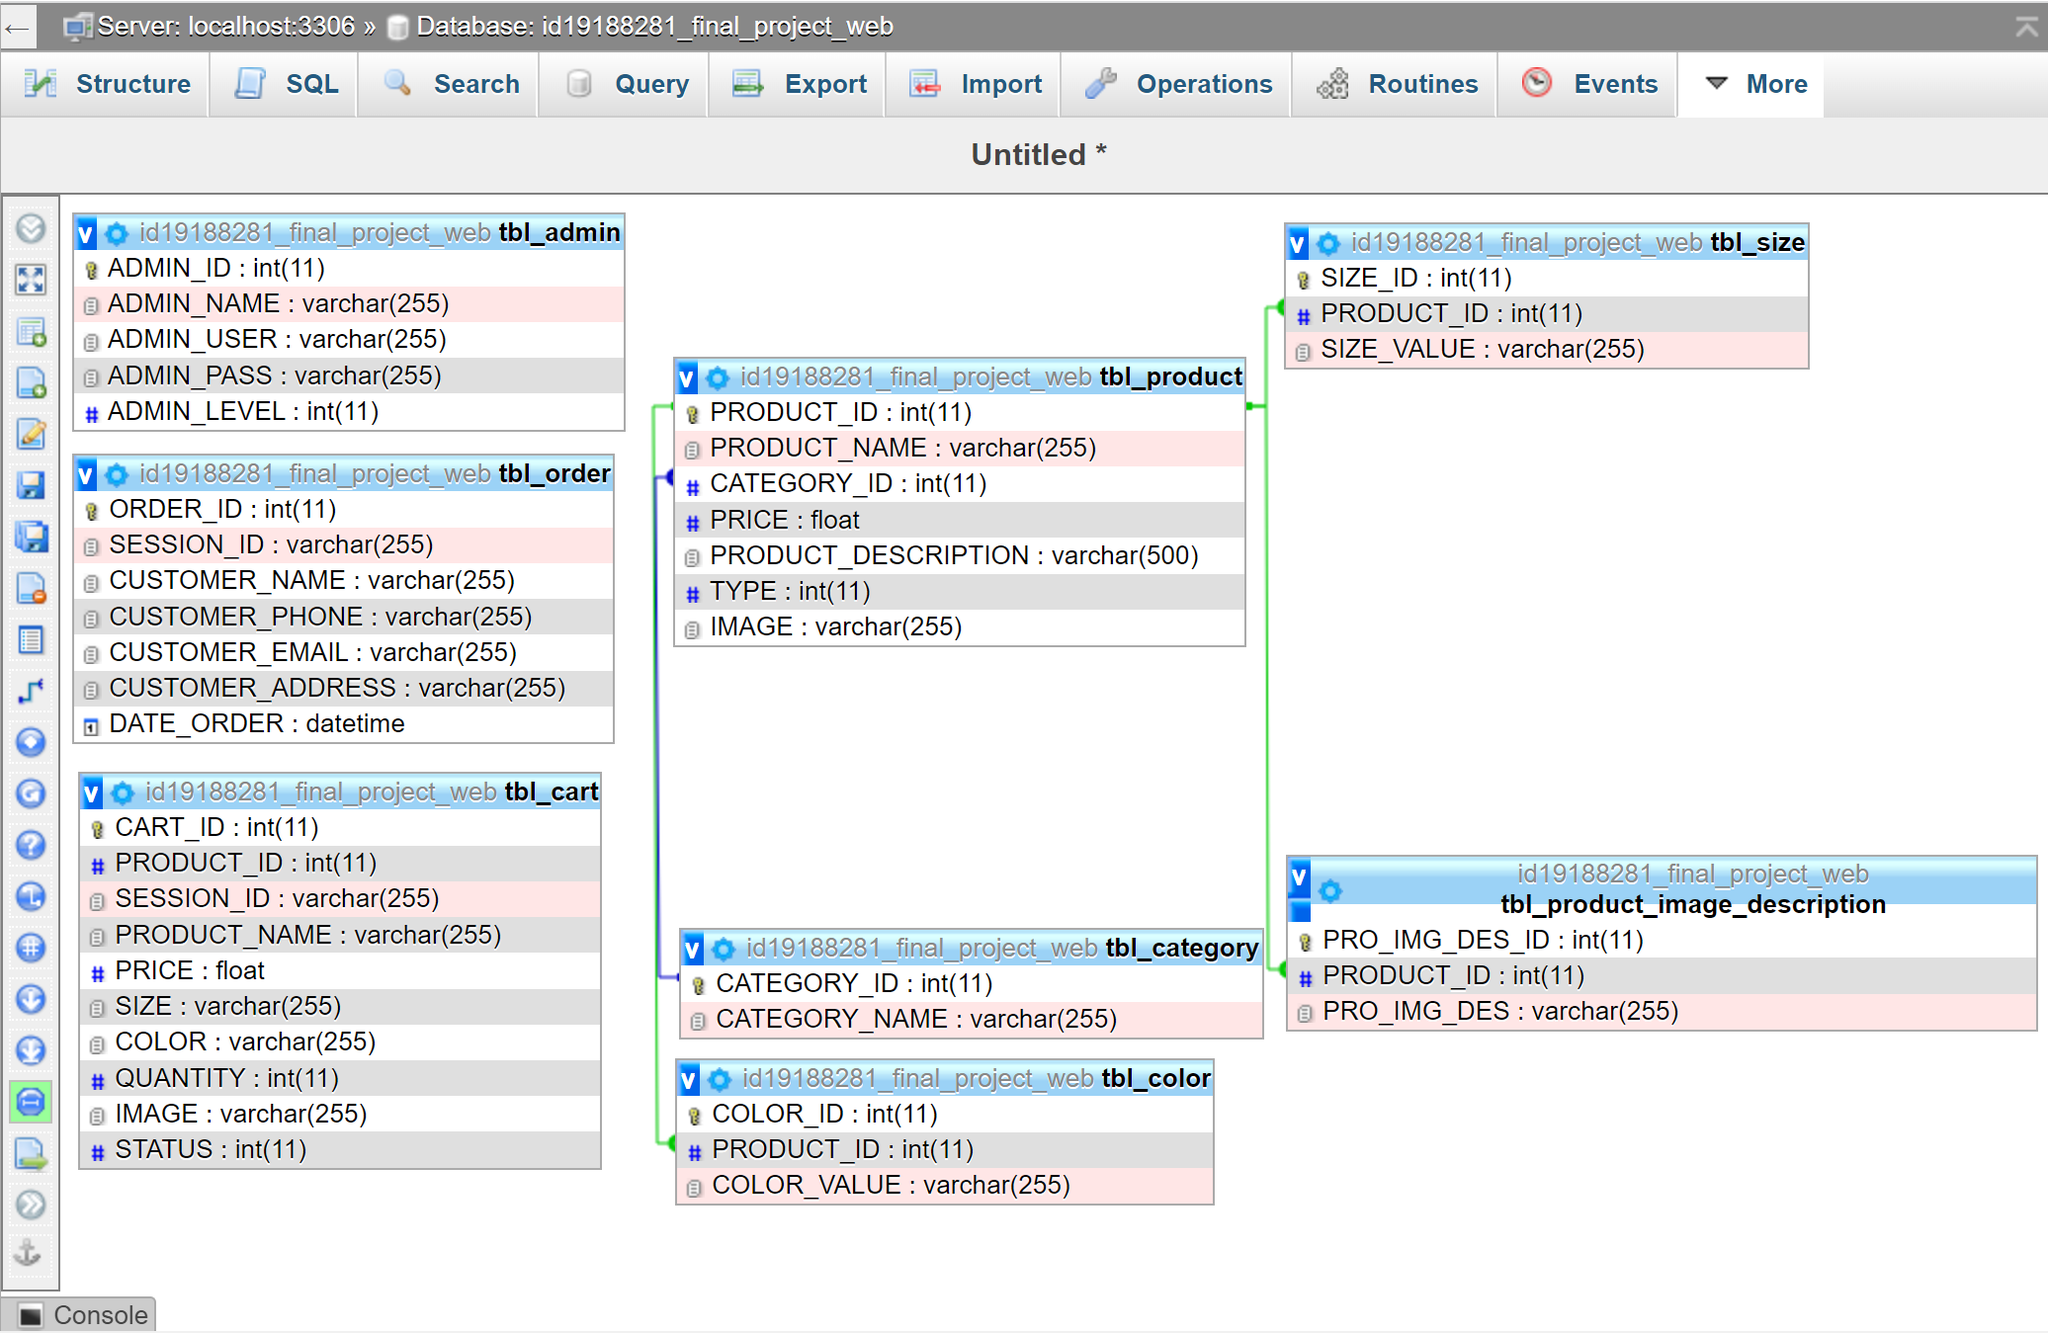 Server: localhost:3306 » Database: id19188281_final_project_web
Structure SQL Search Query Export Import Operations Routines Events More
Untitled *
id19188281_final_project_web tbl_admin
ADMIN_ID : int(11)
ADMIN_NAME : varchar(255)
ADMIN_USER : varchar(255)
ADMIN_PASS : varchar(255)
ADMIN_LEVEL : int(11)
id19188281_final_project_web tbl_order
ORDER_ID : int(11)
SESSION_ID : varchar(255)
CUSTOMER_NAME : varchar(255)
CUSTOMER_PHONE : varchar(255)
CUSTOMER_EMAIL : varchar(255)
CUSTOMER_ADDRESS : varchar(255)
DATE_ORDER : datetime
id19188281_final_project_web tbl_cart
CART_ID : int(11)
PRODUCT_ID : int(11)
SESSION_ID : varchar(255)
PRODUCT_NAME : varchar(255)
PRICE : float
SIZE : varchar(255)
COLOR : varchar(255)
QUANTITY : int(11)
IMAGE : varchar(255)
STATUS : int(11)
id19188281_final_project_web tbl_product
PRODUCT_ID : int(11)
PRODUCT_NAME : varchar(255)
CATEGORY_ID : int(11)
PRICE : float
PRODUCT_DESCRIPTION : varchar(500)
TYPE : int(11)
IMAGE : varchar(255)
id19188281_final_project_web tbl_category
CATEGORY_ID : int(11)
CATEGORY_NAME : varchar(255)
id19188281_final_project_web tbl_color
COLOR_ID : int(11)
PRODUCT_ID : int(11)
COLOR_VALUE : varchar(255)
id19188281_final_project_web tbl_size
SIZE_ID : int(11)
PRODUCT_ID : int(11)
SIZE_VALUE : varchar(255)
id19188281_final_project_web
tbl_product_image_description
PRO_IMG_DES_ID : int(11)
PRODUCT_ID : int(11)
PRO_IMG_DES : varchar(255)
Console